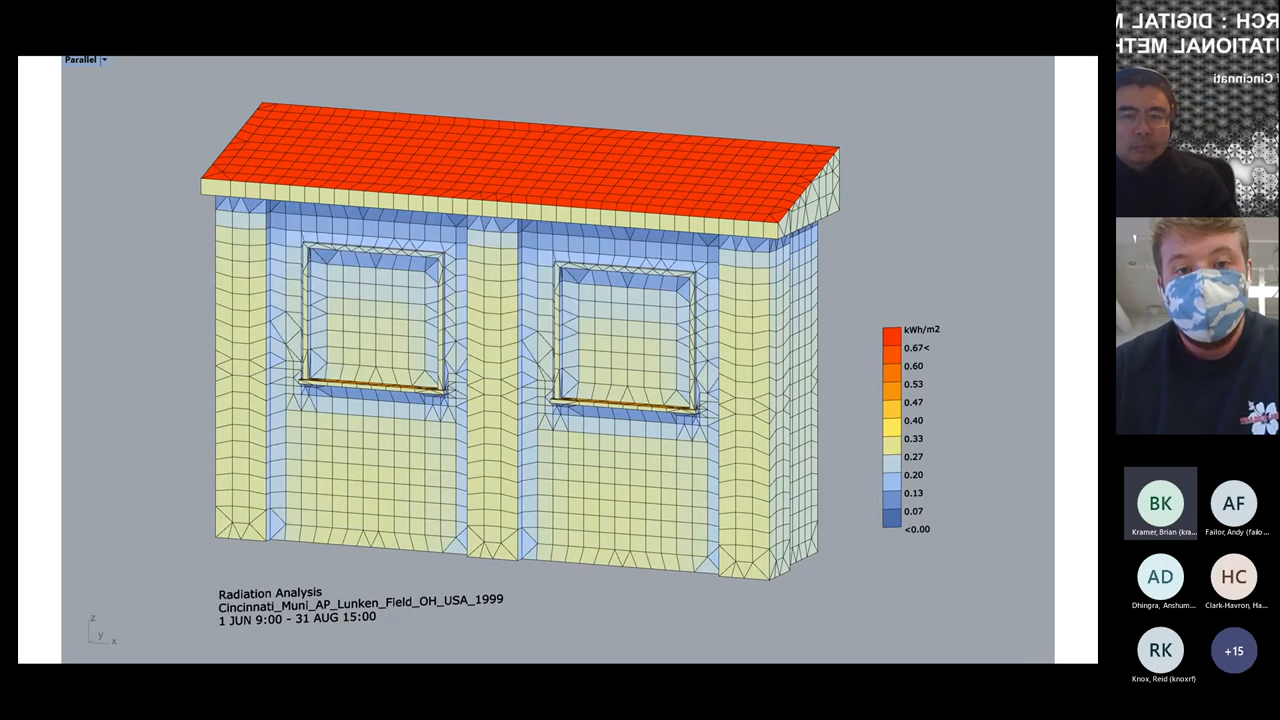 Parallel
kWh/m2
0.67<
0.60
0.53
0.47
0.40
0.33
0.27
0.20
0.13
0.07
<0.00
Radiation Analysis
Cincinnati_Muni_AP_Lunken_Field_OH_USA_1999
1 JUN 9:00 - 31 AUG 15:00
z
y
x
RCH : DIGITAL M
UTATIONAL METH
f Cincinnati
BK
AF
Kramer, Brian (kra...
Failor, Andy (failo...
AD
HC
Dhingra, Anshum...
Clark-Havron, Ha...
RK
+15
Knox, Reid (knoxrf)